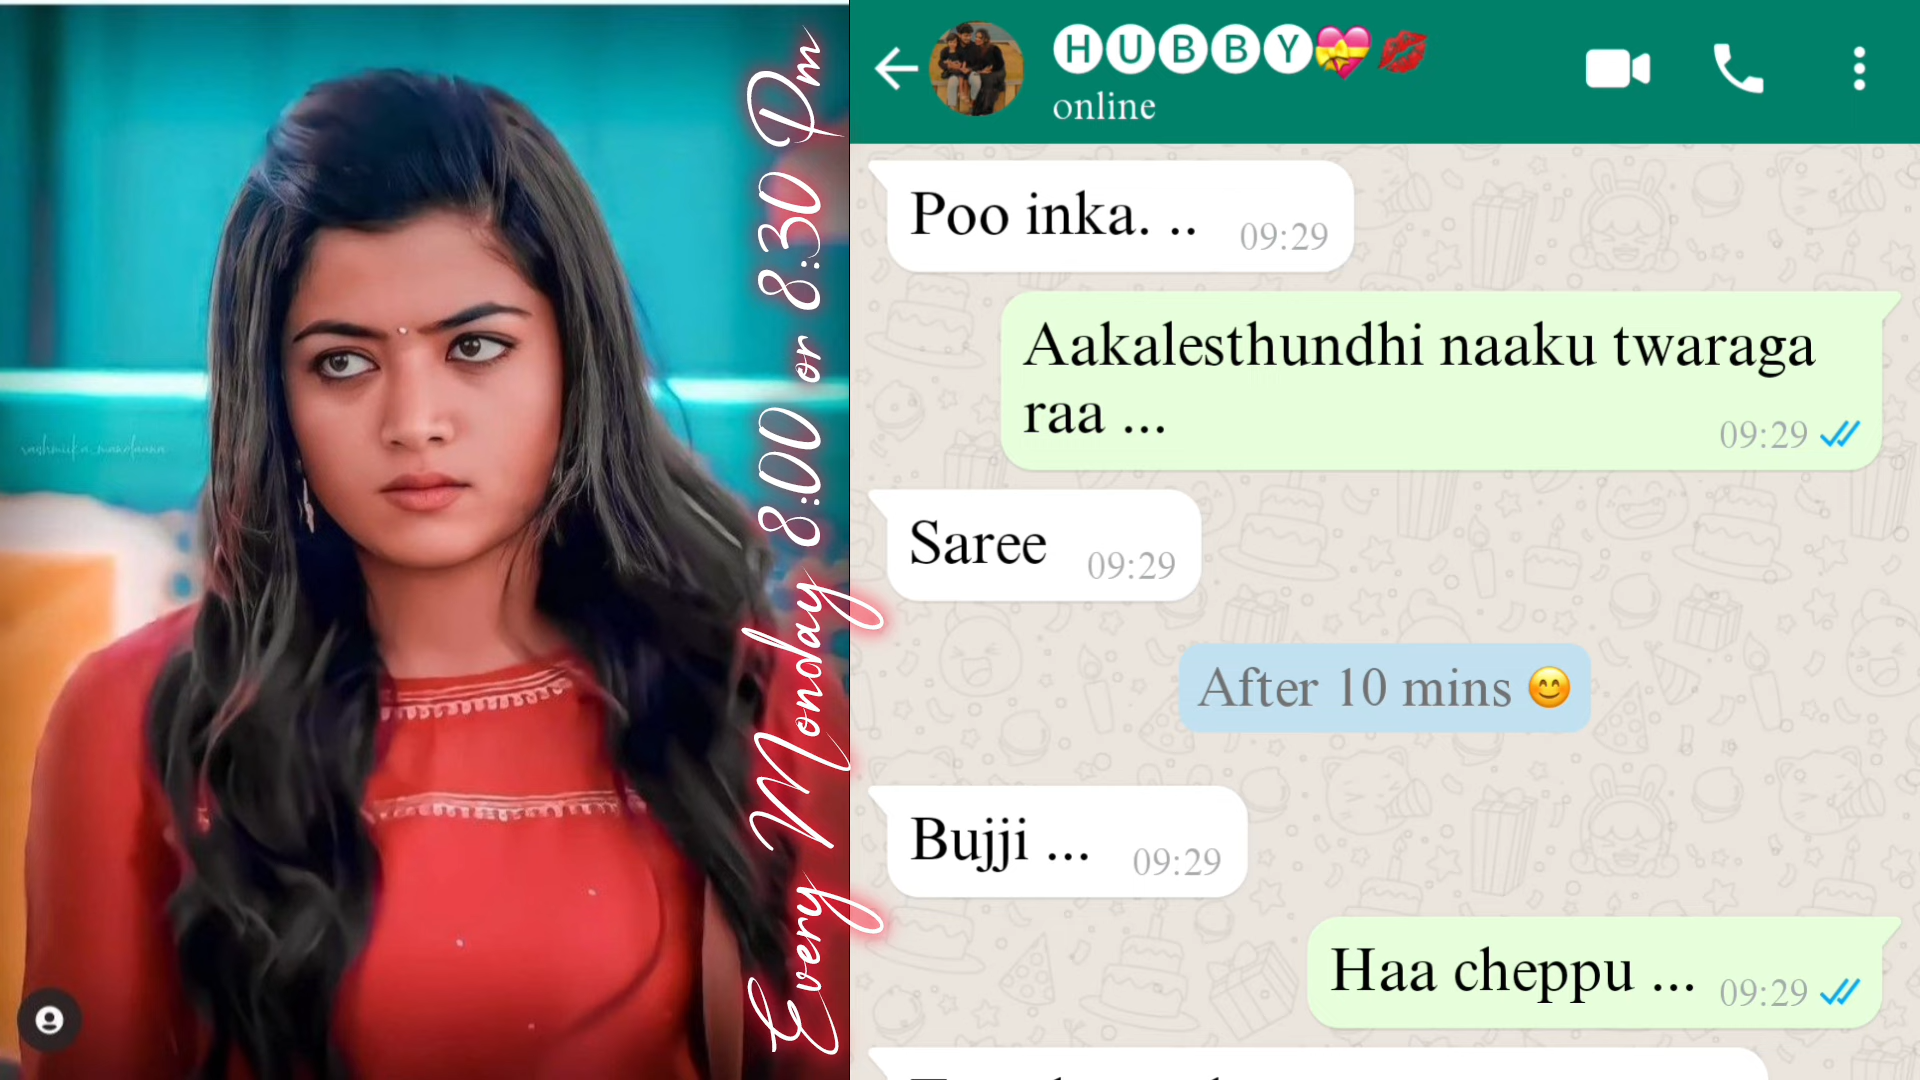 rashmiika_mandaana
Every Monday 8:00 or 8:30 Pm
HUBBY💝💋
online
Poo inka. .. 09:29
Aakalesthundhi naaku twaraga
raa ... 09:29
Saree 09:29
After 10 mins 😊
Bujji ... 09:29
Haa cheppu ... 09:29